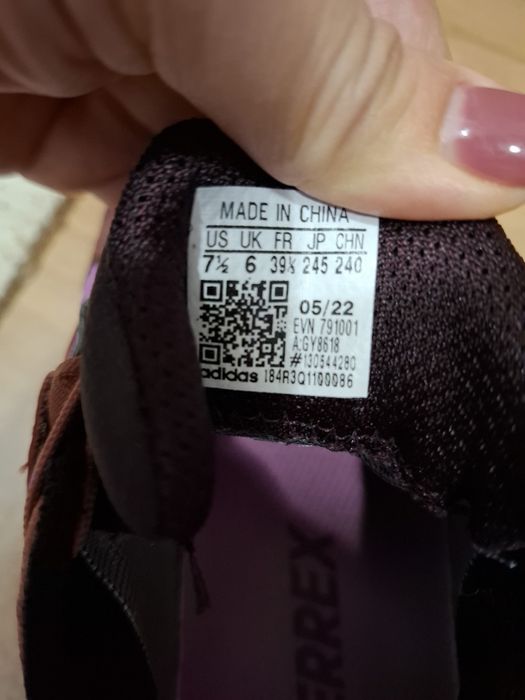 MADE IN CHINA
US UK FR JP CHN
7½ 6 39⅓ 245 240
05/22
EVN 791001
A:GY8618
#130544280
adidas I84R3Q1100086
ERREX